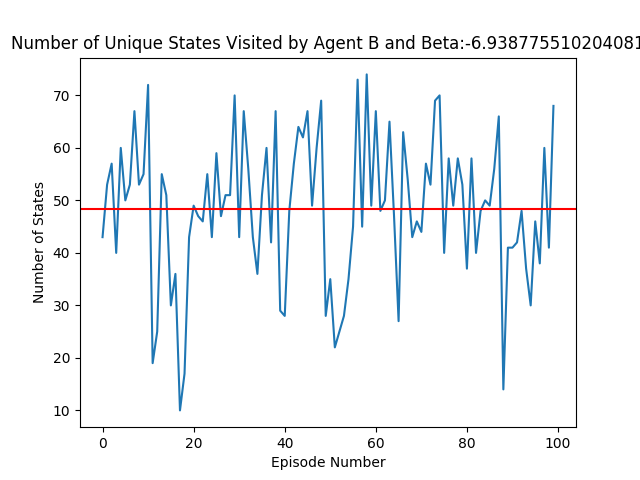 Number of Unique States Visited by Agent B and Beta:-6.938775510204081
70
60
50
40
30
20
10
Number of States
0 20 40 60 80 100
Episode Number